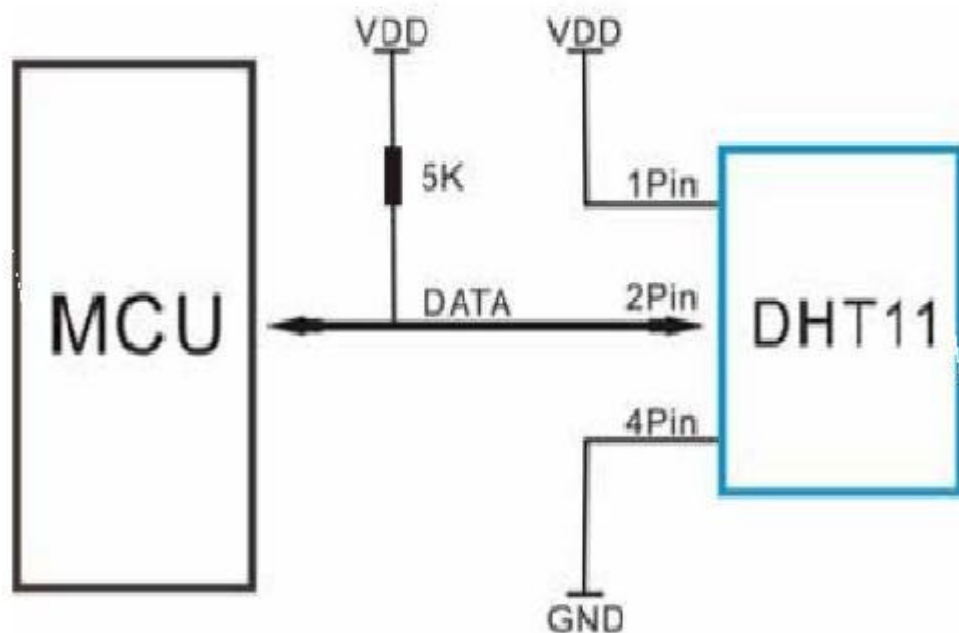 VDD
VDD
5K
1Pin
MCU
DATA
2Pin
DHT11
4Pin
GND